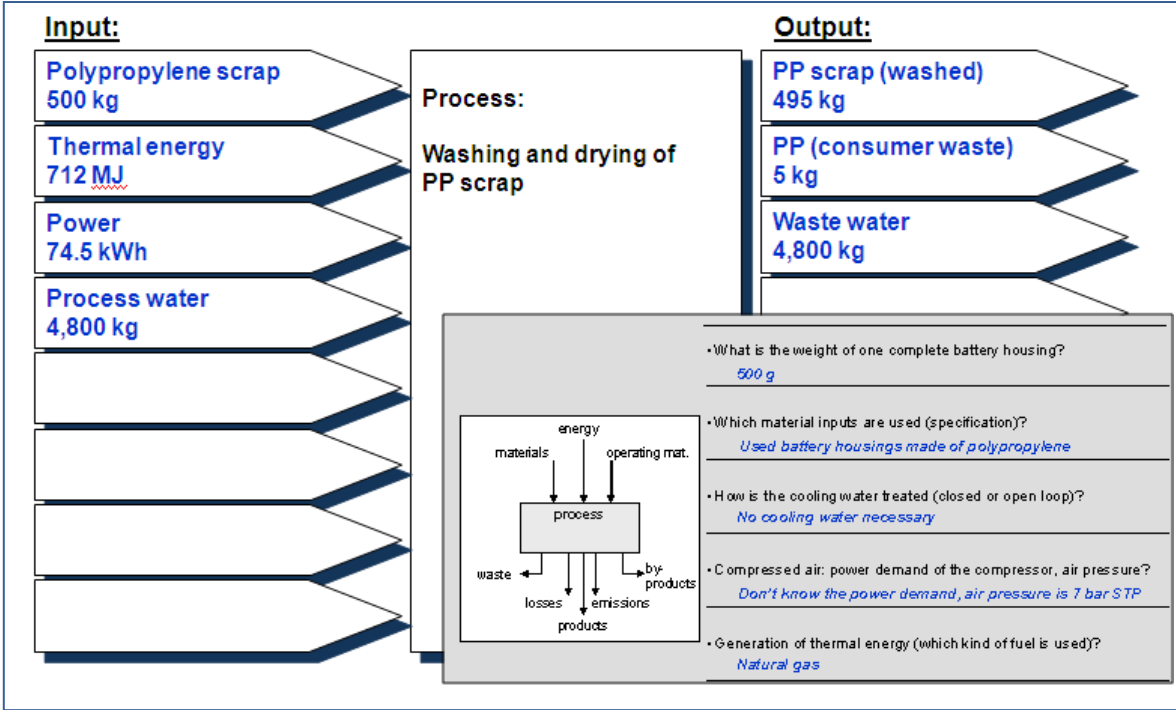 Input:
Polypropylene scrap
500 kg
Thermal energy
712 MJ
Power
74.5 kWh
Process water
4,800 kg
Process:
Washing and drying of
PP scrap
Output:
PP scrap (washed)
495 kg
PP (consumer waste)
5 kg
Waste water
4,800 kg
energy
materials
operating mat.
process
waste
by-
products
losses
emissions
products
•What is the weight of one complete battery housing?
500 g
•Which material inputs are used (specification)?
Used battery housings made of polypropylene
•How is the cooling water treated (closed or open loop)?
No cooling water necessary
•Compressed air: power demand of the compressor, air pressure?
Don't know the power demand, air pressure is 7 bar STP
•Generation of thermal energy (which kind of fuel is used)?
Natural gas